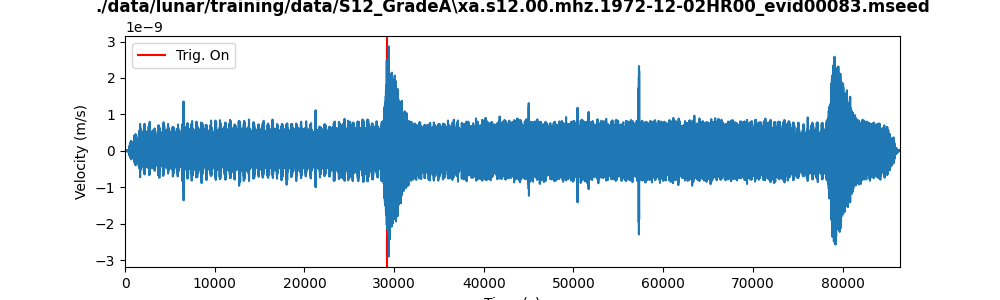 ./data/lunar/training/data/S12_GradeA\xa.s12.00.mhz.1972-12-02HR00_evid00083.mseed
1e−9
3
2
1
0
−1
−2
−3
Velocity (m/s)
Trig. On
0 10000 20000 30000 40000 50000 60000 70000 80000